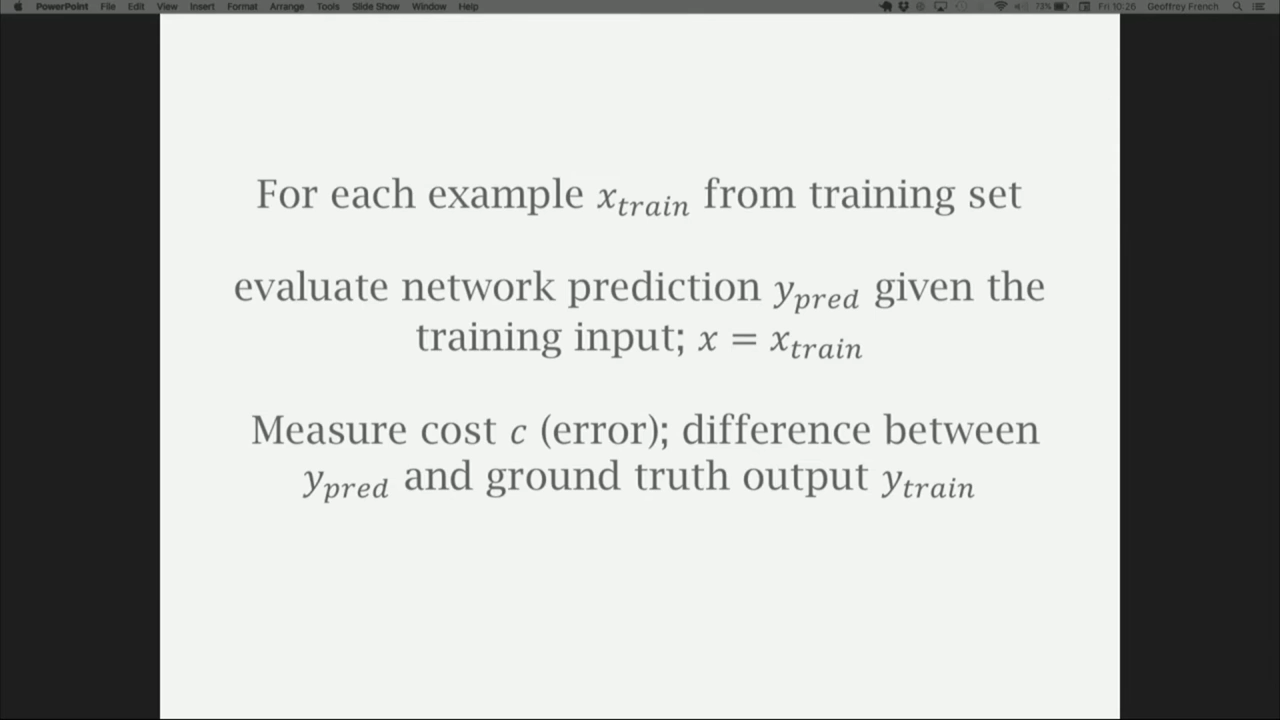 PowerPoint File Edit View Insert Format Arrange Tools Slide Show Window Help 73% Fri 10:26 Geoffrey French
For each example x_train from training set
evaluate network prediction y_pred given the
training input; x = x_train
Measure cost c (error); difference between
y_pred and ground truth output y_train